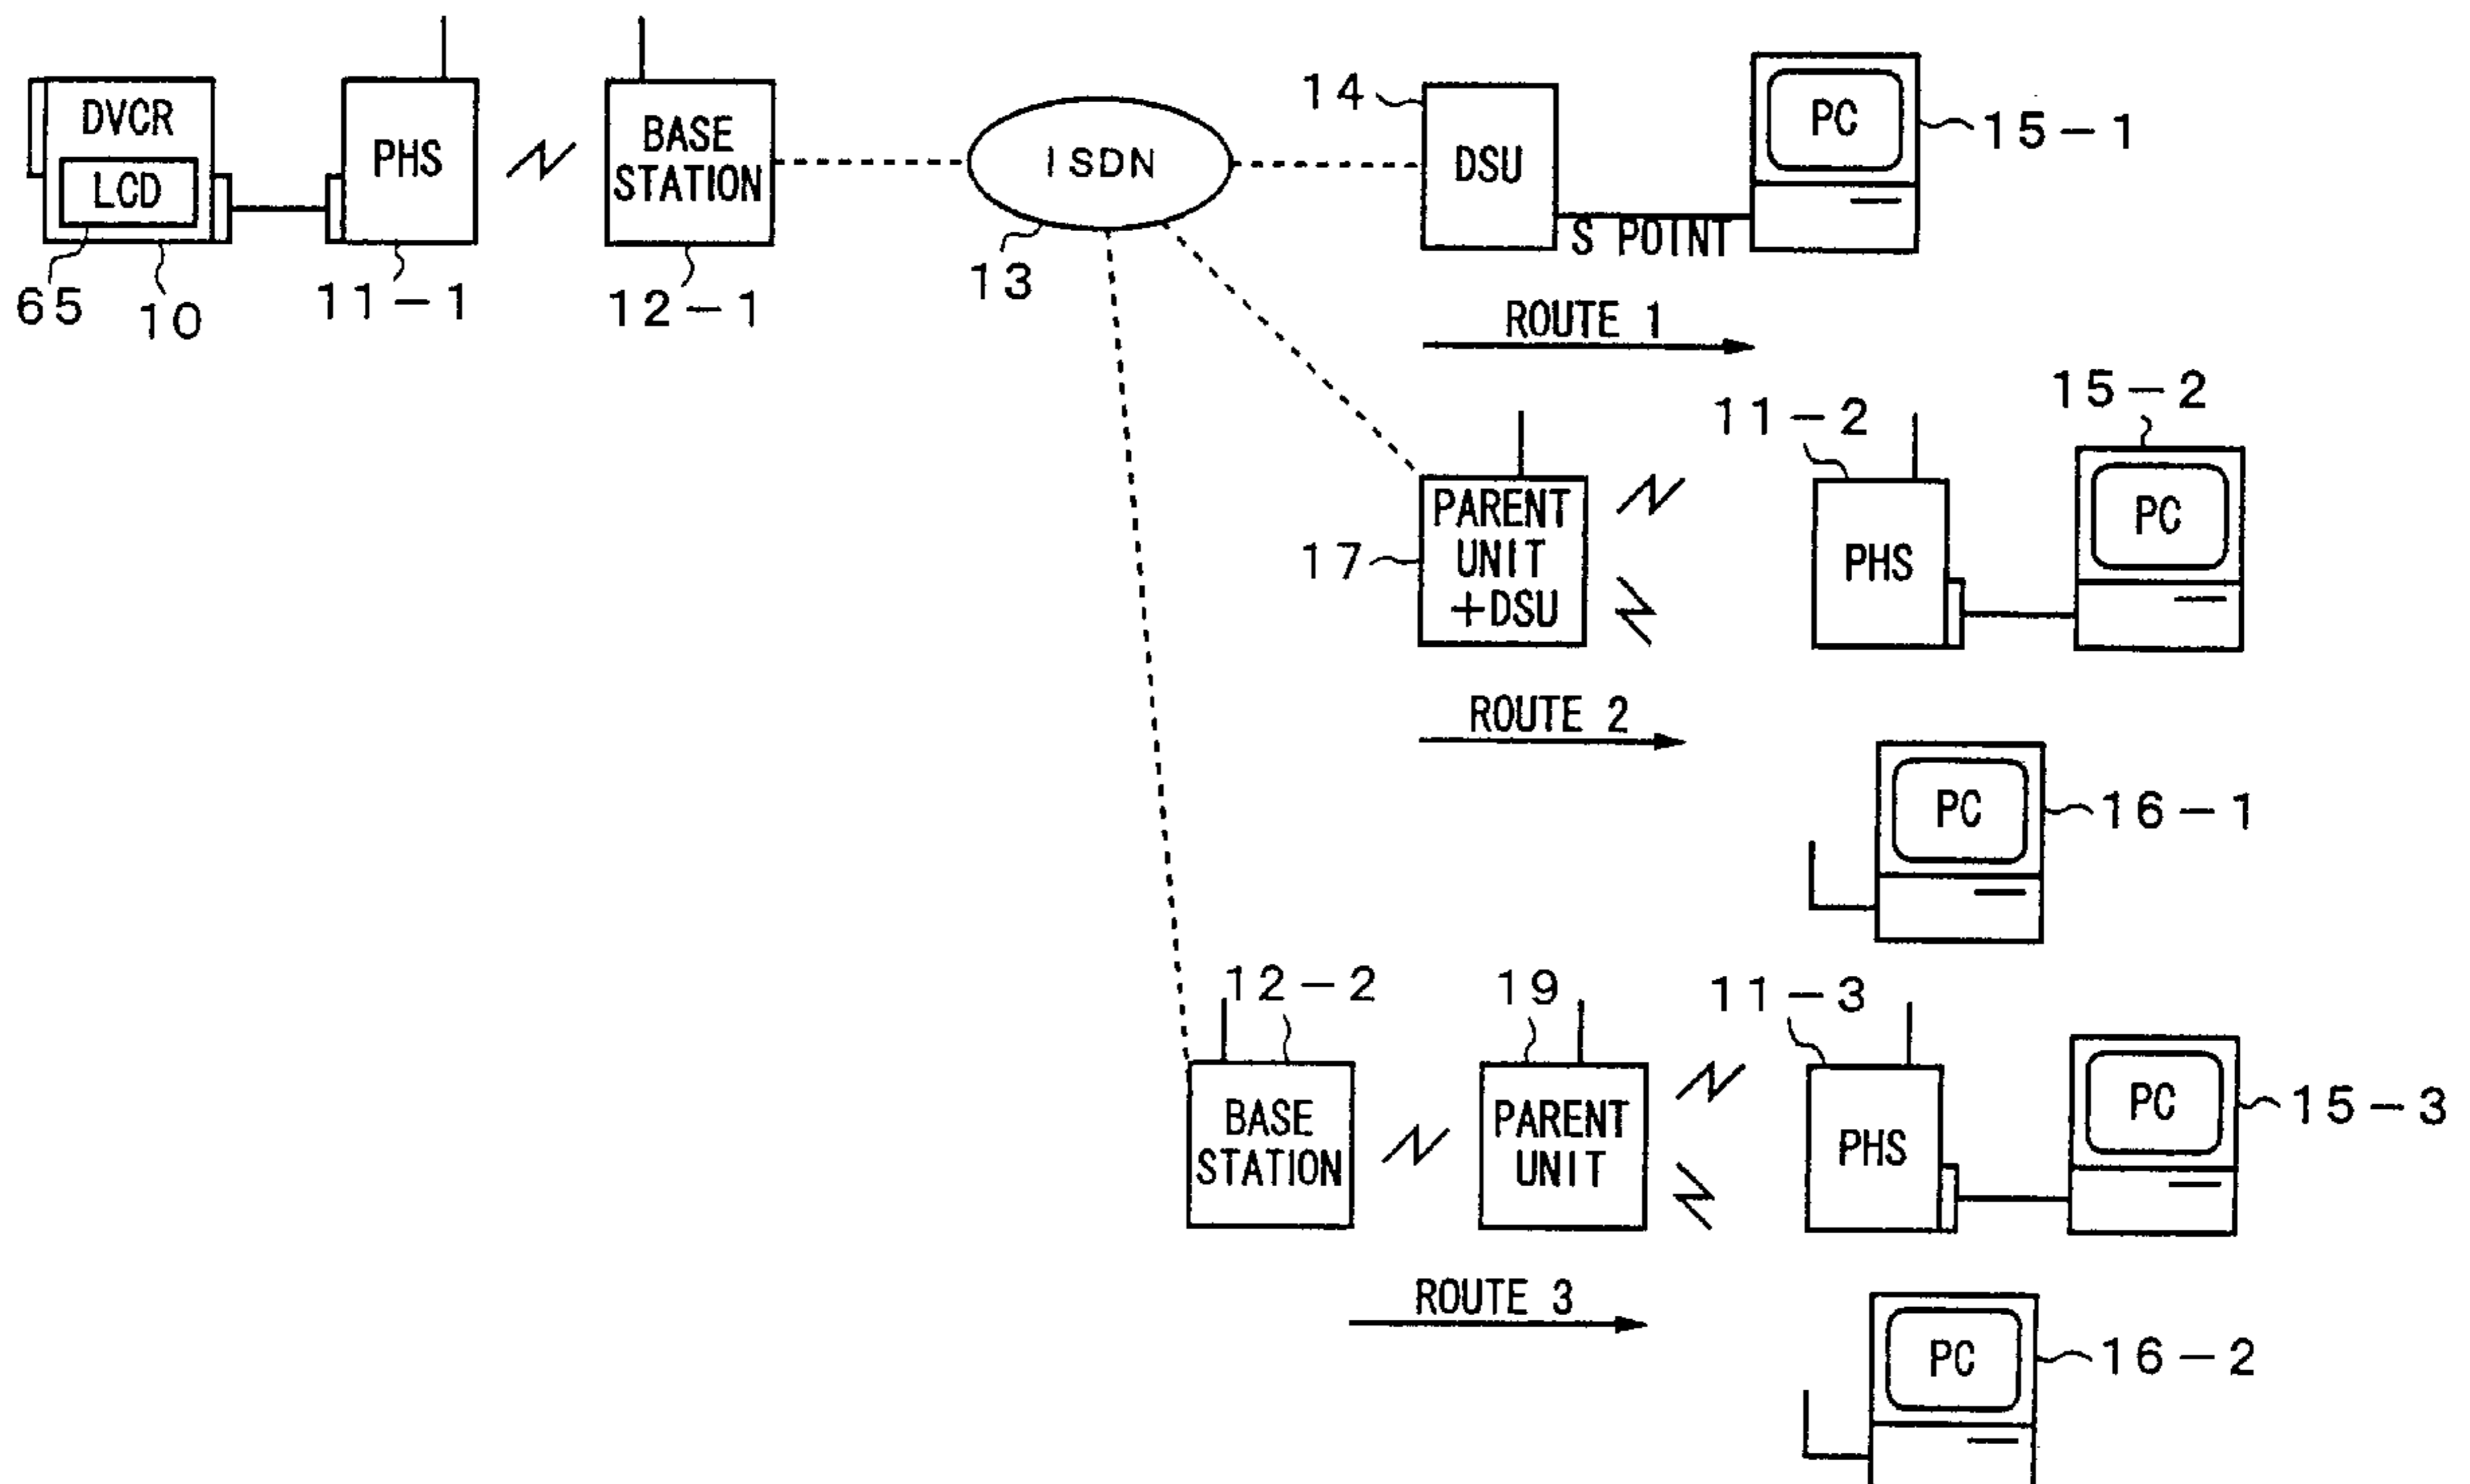 DVCR
LCD
65
10
PHS
11-1
BASE
STATION
12-1
ISDN
13
14
DSU
S POINT
PC
15-1
ROUTE 1
17
PARENT
UNIT
+DSU
11-2
PHS
15-2
PC
ROUTE 2
PC
16-1
12-2
BASE
STATION
19
PARENT
UNIT
11-3
PHS
PC
15-3
ROUTE 3
PC
16-2